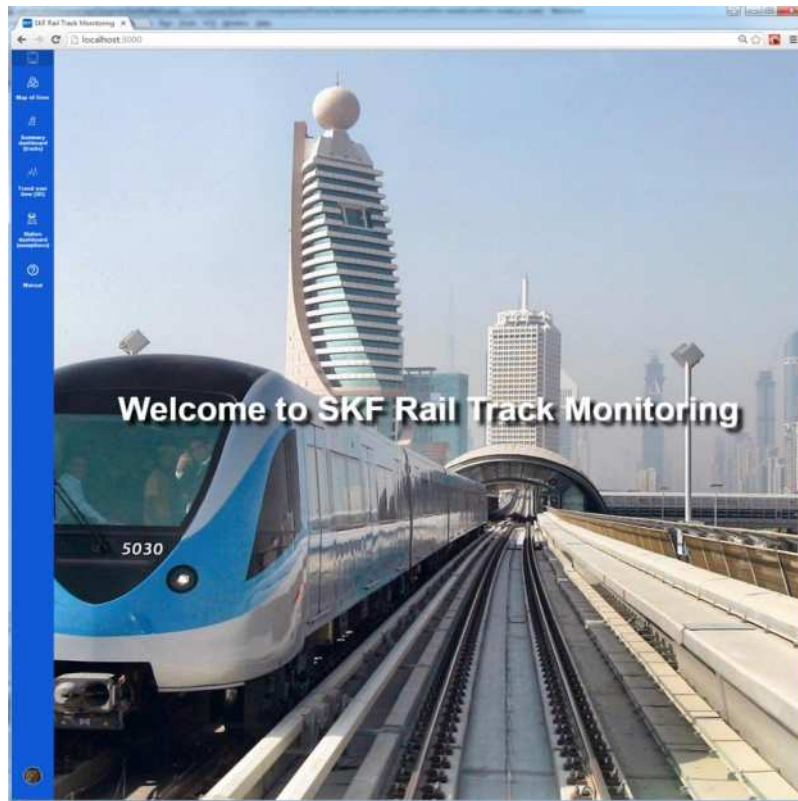 SKF Rail Track Monitoring
localhost:3000
Map of lines
Summary
dashboard
(tracks)
Trend over
time (3D)
Station
dashboard
(exceptions)
Manual
Welcome to SKF Rail Track Monitoring
5030